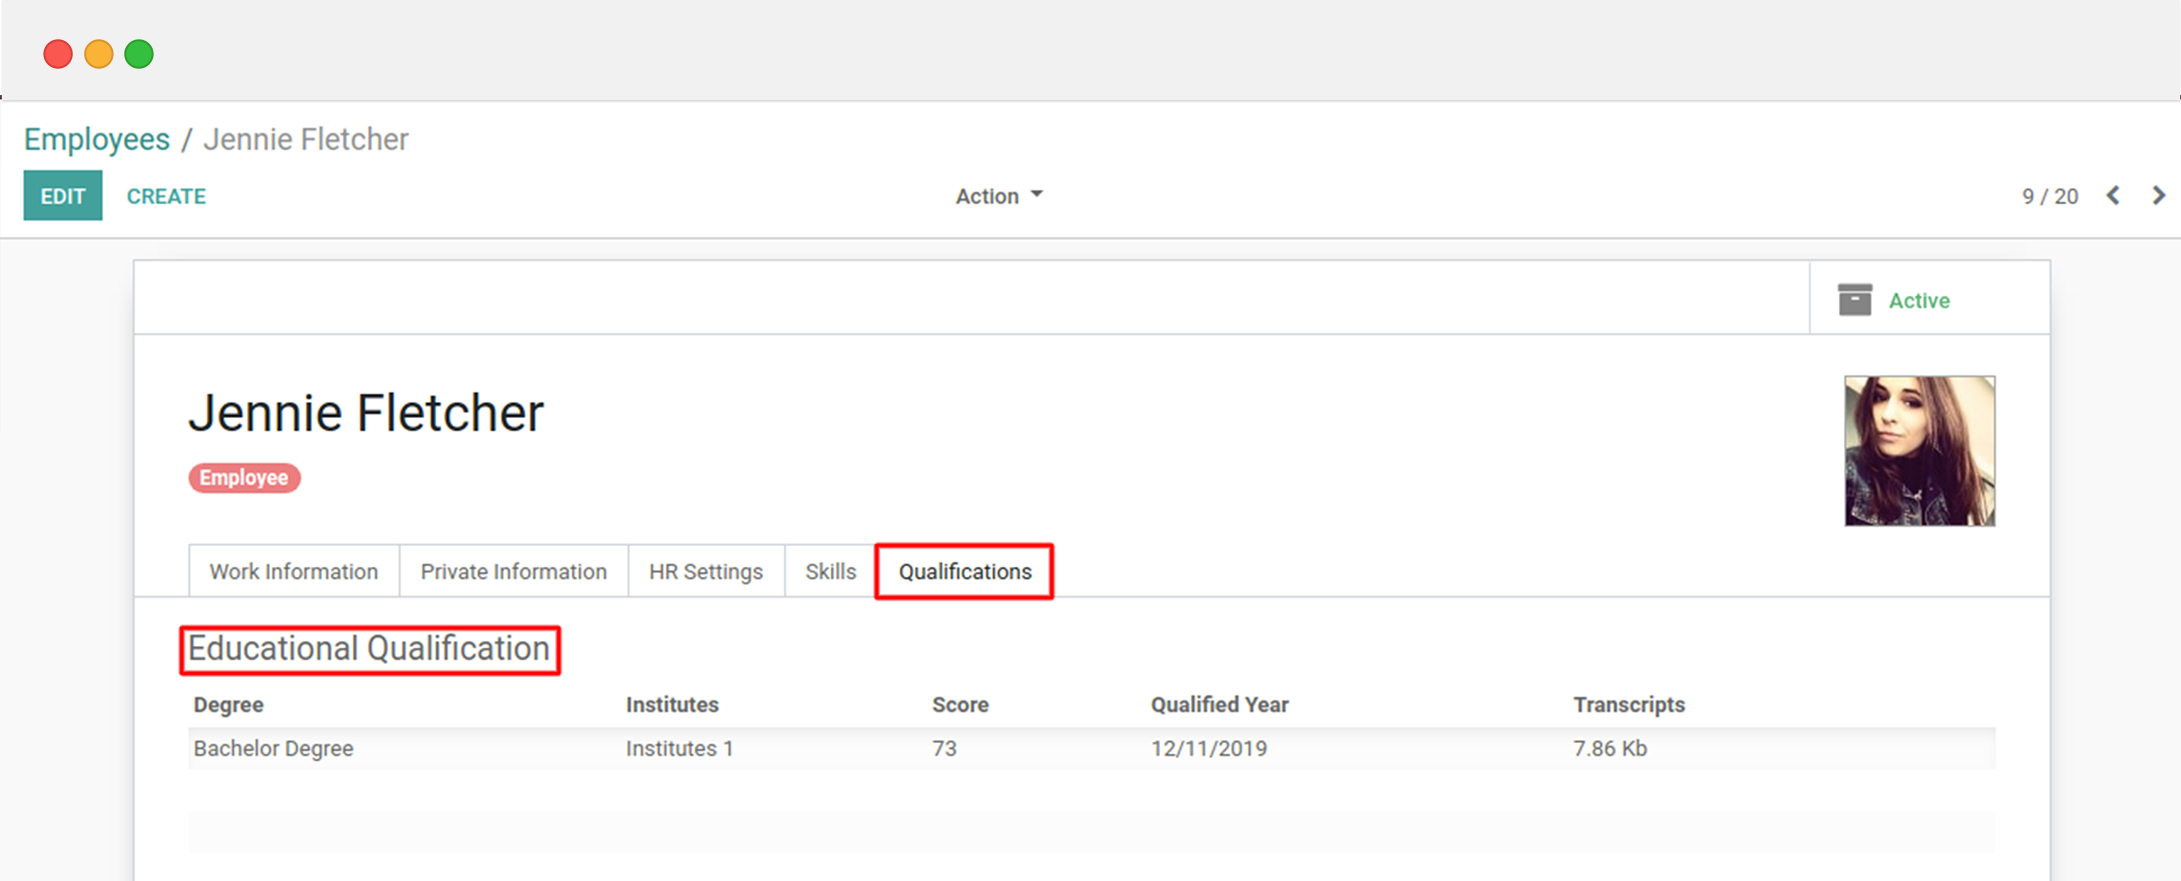 Employees / Jennie Fletcher
EDIT CREATE Action 9 / 20
Active
Jennie Fletcher
Employee
Work Information Private Information HR Settings Skills Qualifications
Educational Qualification
Degree Institutes Score Qualified Year Transcripts
Bachelor Degree Institutes 1 73 12/11/2019 7.86 Kb